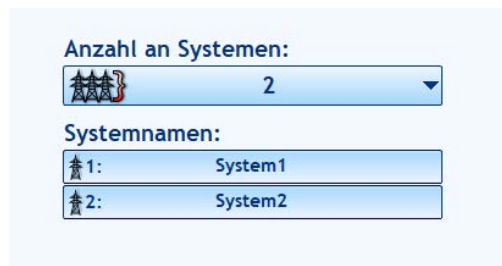 Anzahl an Systemen:
2
Systemnamen:
1: System1
2: System2